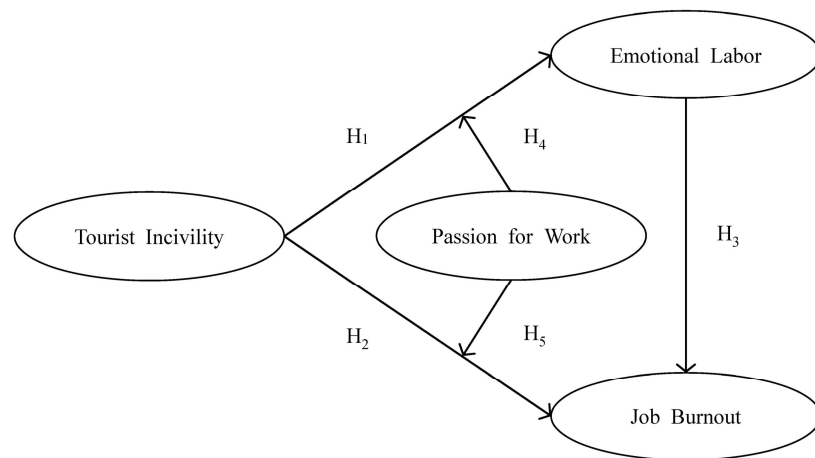 Emotional Labor
H1
H4
Tourist Incivility
Passion for Work
H3
H2
H5
Job Burnout